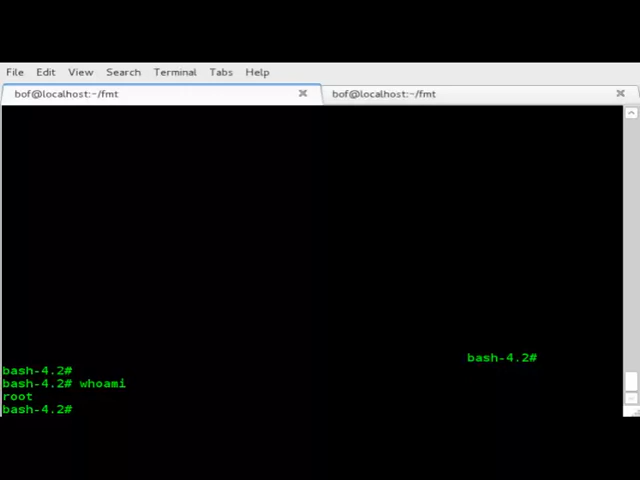 File Edit View Search Terminal Tabs Help
bof@localhost:~/fmt bof@localhost:~/fmt
bash-4.2#
bash-4.2#
bash-4.2# whoami
root
bash-4.2#